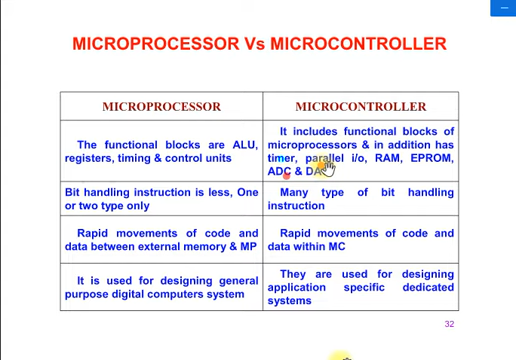 MICROPROCESSOR Vs MICROCONTROLLER
MICROPROCESSOR
MICROCONTROLLER
The functional blocks are ALU,
registers, timing & control units
It includes functional blocks of
microprocessors & in addition has
timer, parallel i/o, RAM, EPROM,
ADC &
Bit handling instruction is less, One
or two type only
Many type of bit handling
instruction
Rapid movements of code and
data between external memory & MP
Rapid movements of code and
data within MC
It is used for designing general
purpose digital computers system
They are used for designing
application specific dedicated
systems
32